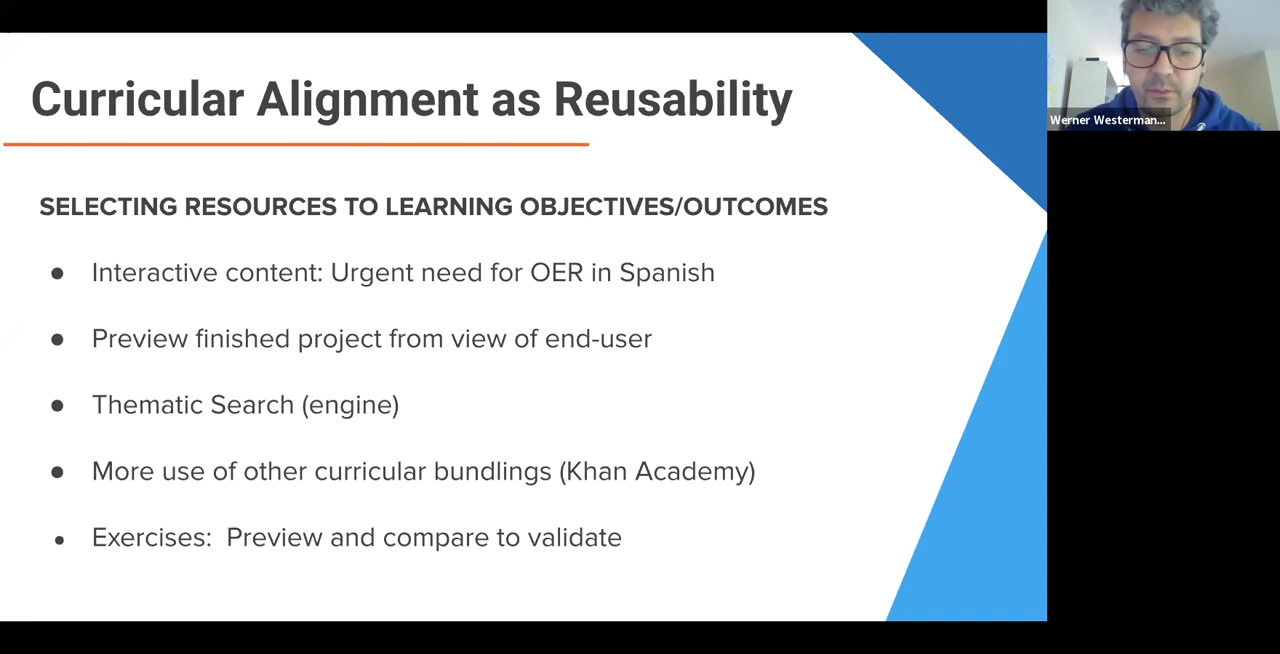 Curricular Alignment as Reusability
SELECTING RESOURCES TO LEARNING OBJECTIVES/OUTCOMES
● Interactive content: Urgent need for OER in Spanish
● Preview finished project from view of end-user
● Thematic Search (engine)
● More use of other curricular bundlings (Khan Academy)
● Exercises:  Preview and compare to validate
Werner Westerman...